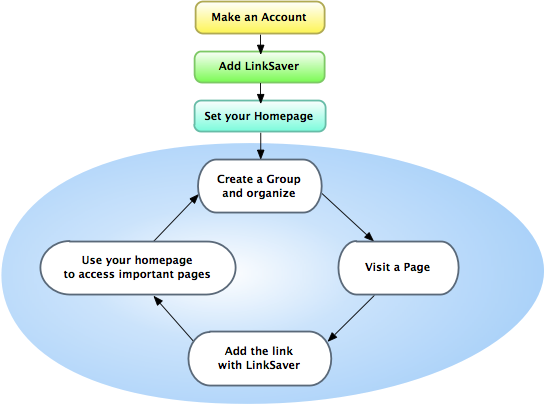 Make an Account
Add LinkSaver
Set your Homepage
Create a Group
and organize
Visit a Page
Add the link
with LinkSaver
Use your homepage
to access important pages